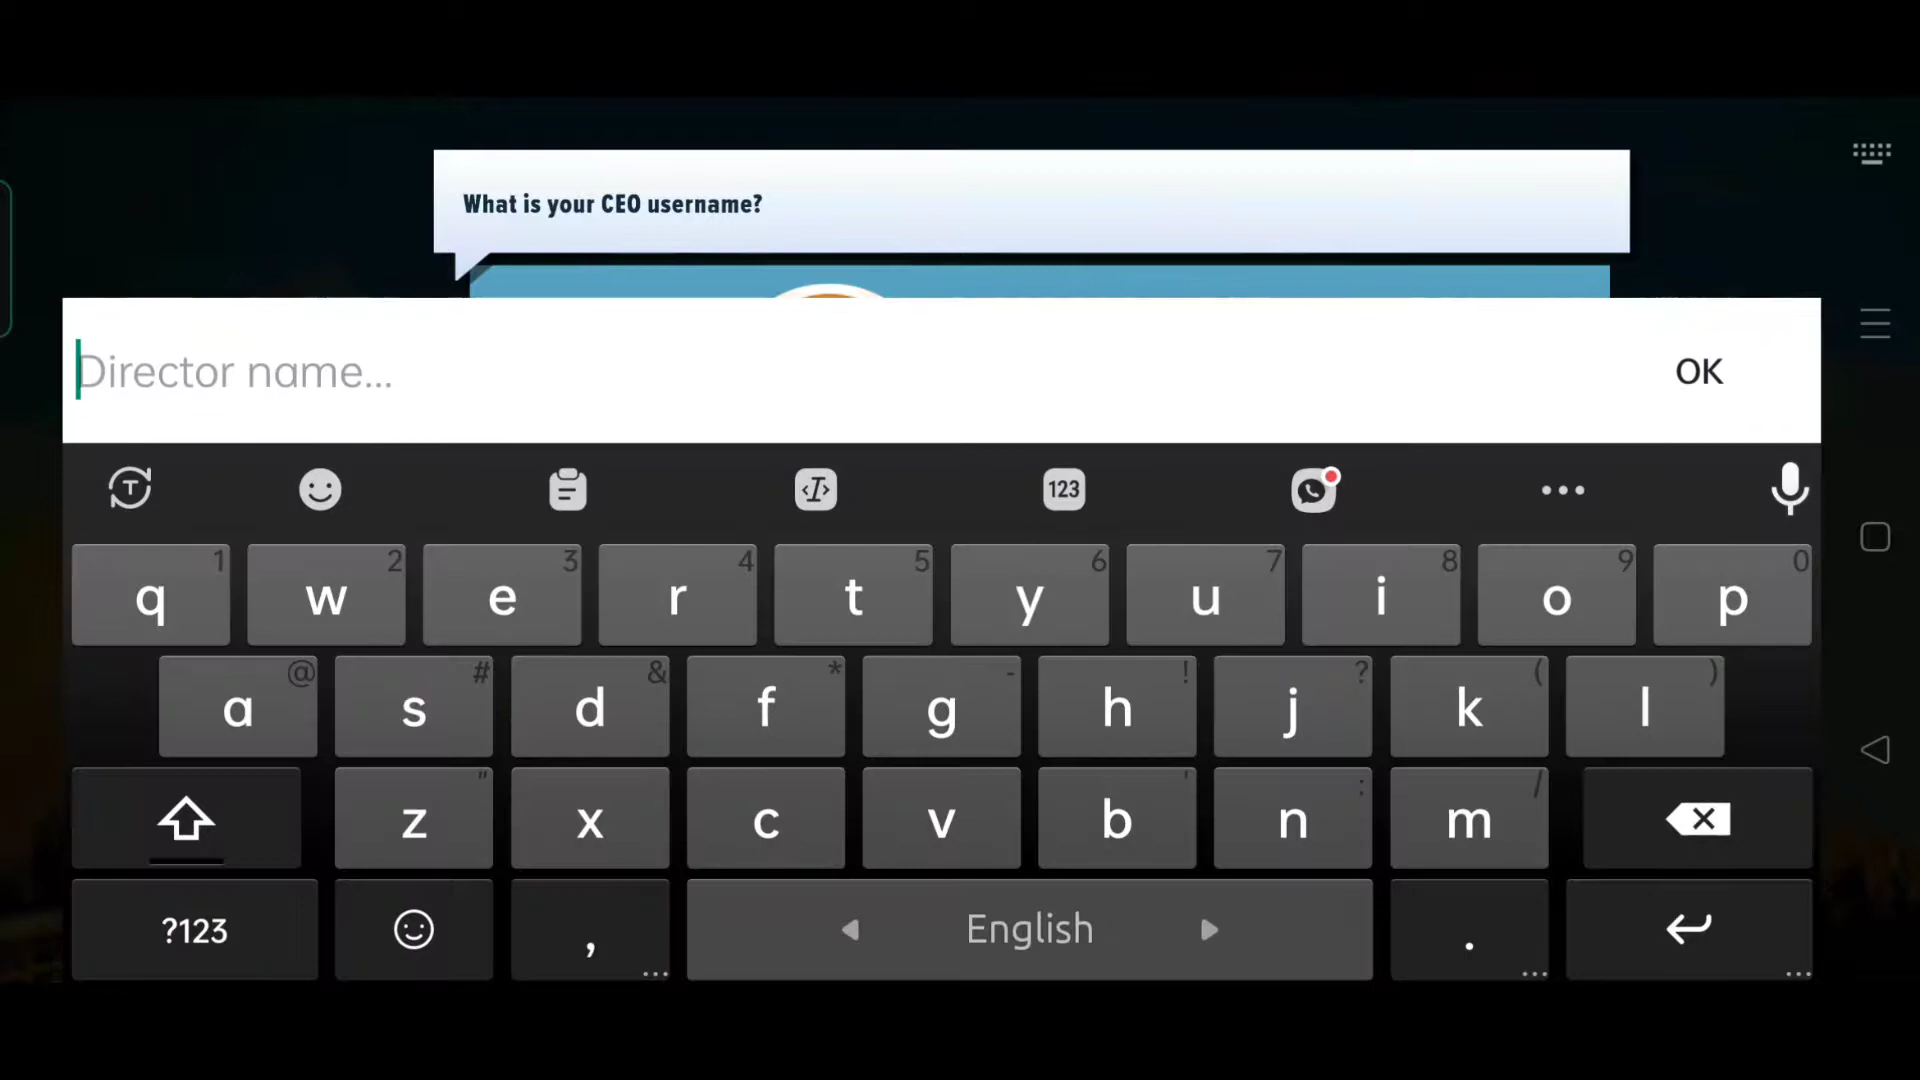 What is your CEO username?
Director name...
OK
123
1 2 3 4 5 6 7 8 9 0
q w e r t y u i o p
@ # & * - ! ? ( )
a s d f g h j k l
" ' : /
z x c v b n m
?123 , English .